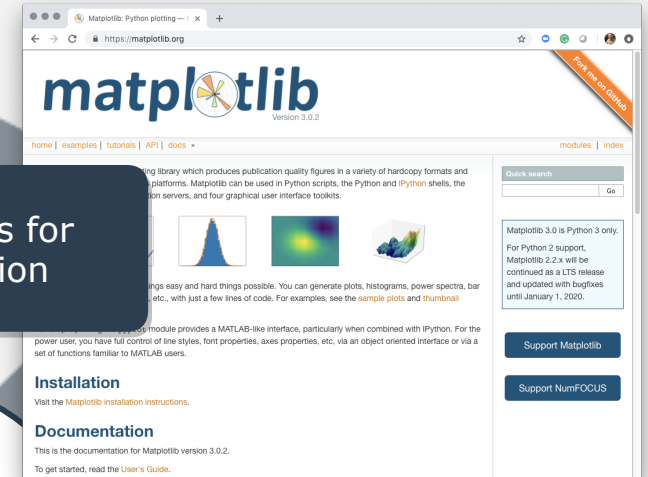 Matplotlib: Python plotting —
https://matplotlib.org
Fork me on GitHub
matplotlib
Version 3.0.2
home | examples | tutorials | API | docs »
modules | index
library which produces publication quality figures in a variety of hardcopy formats and
platforms. Matplotlib can be used in Python scripts, the Python and IPython shells, the
servers, and four graphical user interface toolkits.
s for
ion
easy and hard things possible. You can generate plots, histograms, power spectra, bar
etc., with just a few lines of code. For examples, see the sample plots and thumbnail
module provides a MATLAB-like interface, particularly when combined with IPython. For the
power user, you have full control of line styles, font properties, axes properties, etc, via an object oriented interface or via a
set of functions familiar to MATLAB users.
Installation
Visit the Matplotlib installation instructions.
Documentation
This is the documentation for Matplotlib version 3.0.2.
To get started, read the User's Guide.
Quick search
Go
Matplotlib 3.0 is Python 3 only.
For Python 2 support,
Matplotlib 2.2.x will be
continued as a LTS release
and updated with bugfixes
until January 1, 2020.
Support Matplotlib
Support NumFOCUS